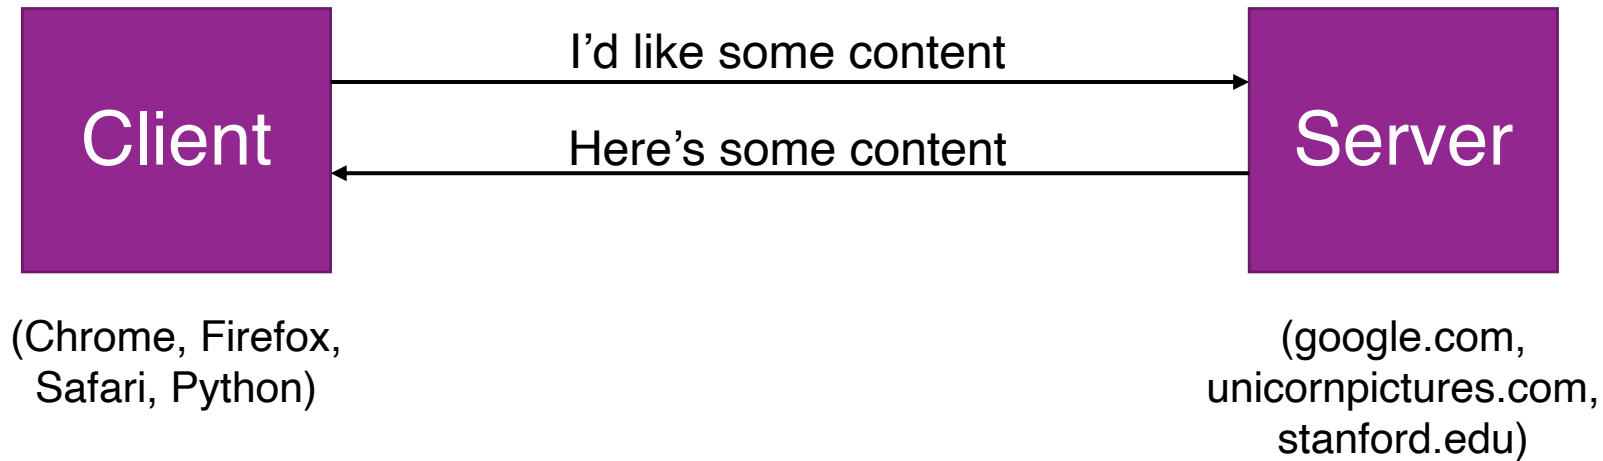 I’d like some content
Client
Server
Here’s some content
(Chrome, Firefox,
Safari, Python)
(google.com,
unicornpictures.com,
stanford.edu)